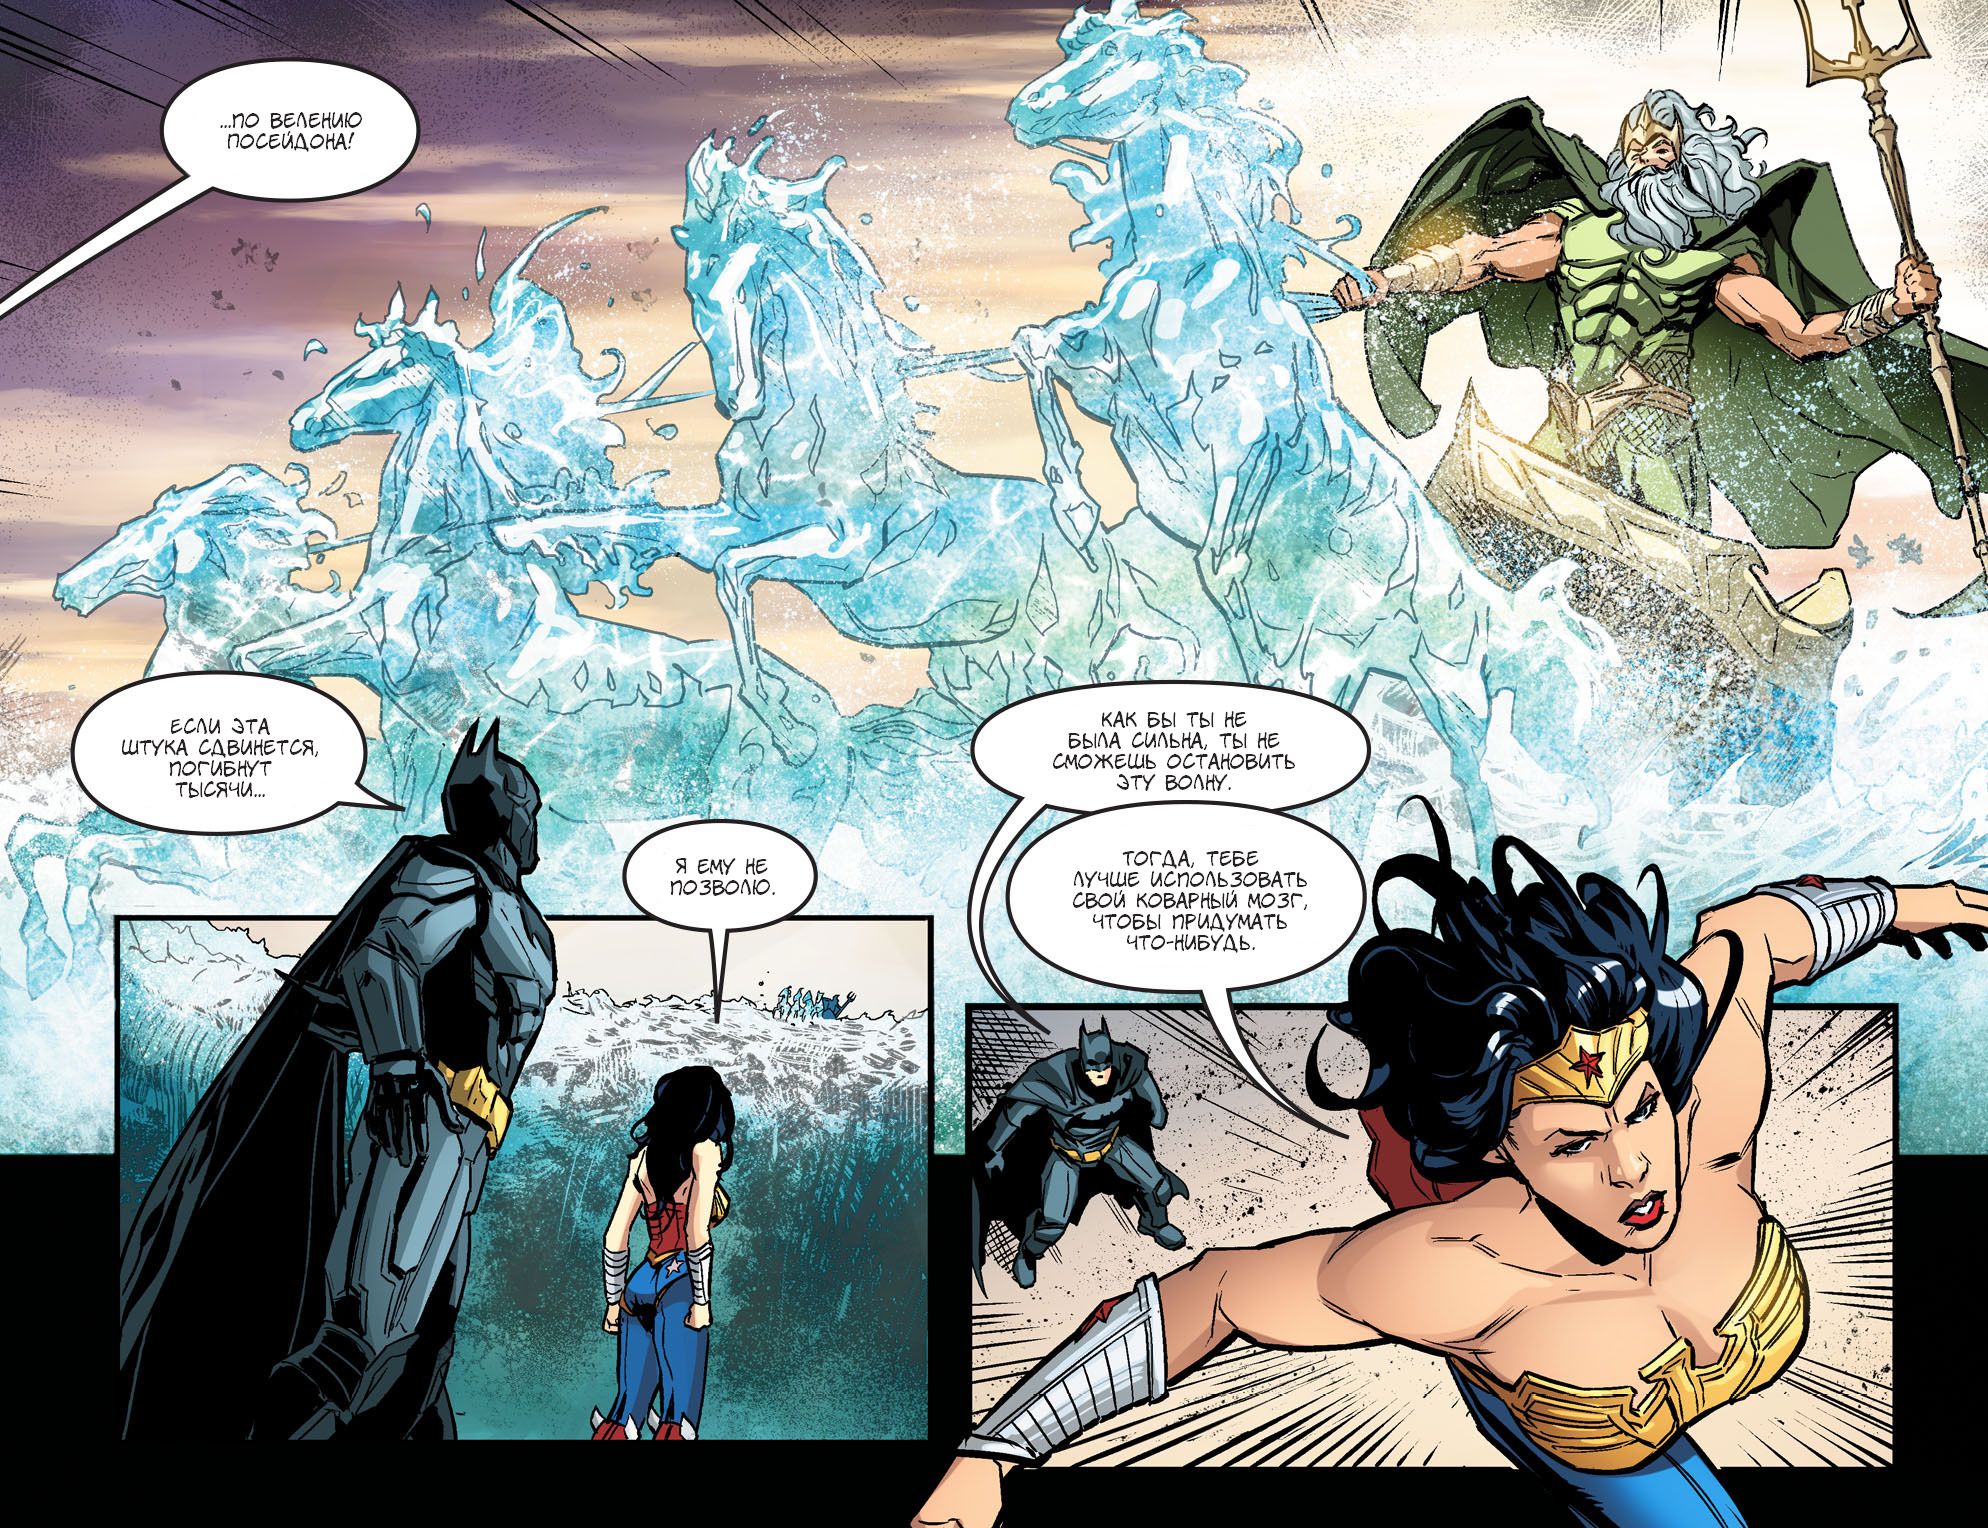 ...ПО ВЕЛЕНИЮ
ПОСЕЙДОНА!
ЕСЛИ ЭТА
ШТУКА СДВИНЕТСЯ,
ПОГИБНУТ
ТЫСЯЧИ...
Я ЕМУ НЕ
ПОЗВОЛЮ.
КАК БЫ ТЫ НЕ
БЫЛА СИЛЬНА, ТЫ НЕ
СМОЖЕШЬ ОСТАНОВИТЬ
ЭТУ ВОЛНУ.
ТОГДА, ТЕБЕ
ЛУЧШЕ ИСПОЛЬЗОВАТЬ
СВОЙ КОВАРНЫЙ МОЗГ,
ЧТОБЫ ПРИДУМАТЬ
ЧТО-НИБУДЬ.